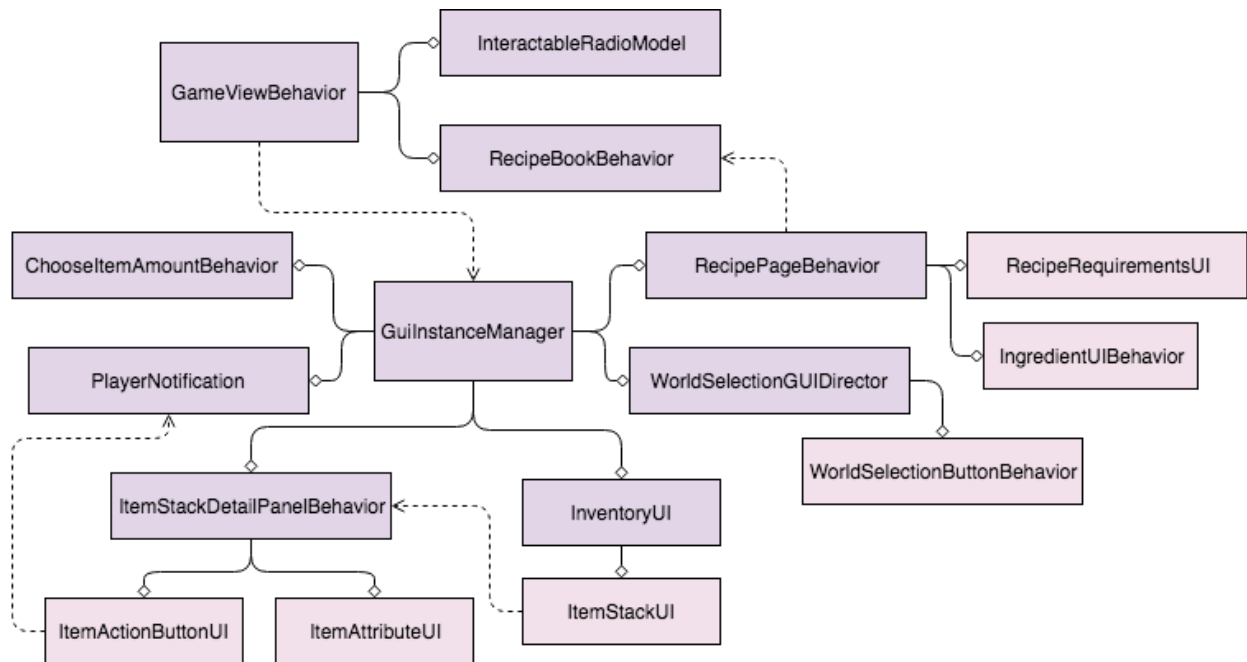 InteractableRadioModel
GameViewBehavior
RecipeBookBehavior
ChooseItemAmountBehavior
RecipePageBehavior
RecipeRequirementsUI
GuiInstanceManager
IngredientUIBehavior
PlayerNotification
WorldSelectionGUIDirector
WorldSelectionButtonBehavior
ItemStackDetailPanelBehavior
InventoryUI
ItemActionButtonUI
ItemAttributeUI
ItemStackUI